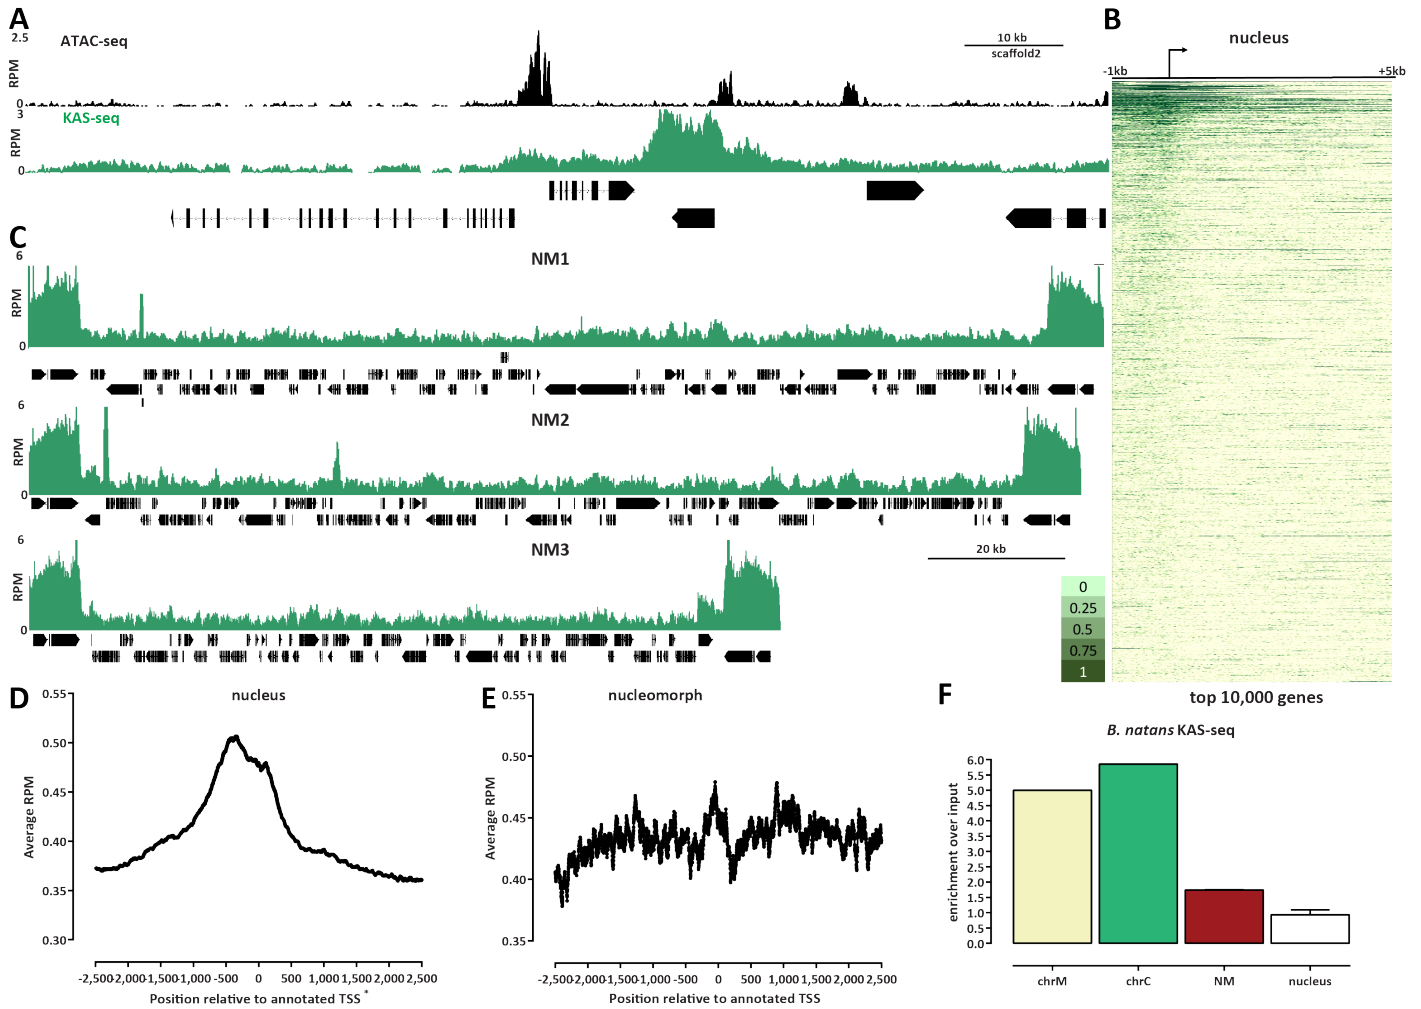 A
2.5
ATAC-seq
RPM
0
10 kb
scaffold2
3
KAS-seq
RPM
0
B
nucleus
-1kb
+5kb
0
0.25
0.5
0.75
1
top 10,000 genes
C
6
NM1
RPM
0
6
NM2
RPM
0
6
NM3
RPM
0
20 kb
D
nucleus
0.55
0.50
0.45
0.40
0.35
0.30
Average RPM
-2,500 -2,000 -1,500 -1,000 -500 0 500 1,000 1,500 2,000 2,500
Position relative to annotated TSS*
E
nucleomorph
0.55
0.50
0.45
0.40
0.35
Average RPM
-2,500 -2,000 -1,500 -1,000 -500 0 500 1,000 1,500 2,000 2,500
Position relative to annotated TSS
F
B. natans KAS-seq
6.0
5.5
5.0
4.5
4.0
3.5
3.0
2.5
2.0
1.5
1.0
0.5
0.0
enrichment over input
chrM chrC NM nucleus